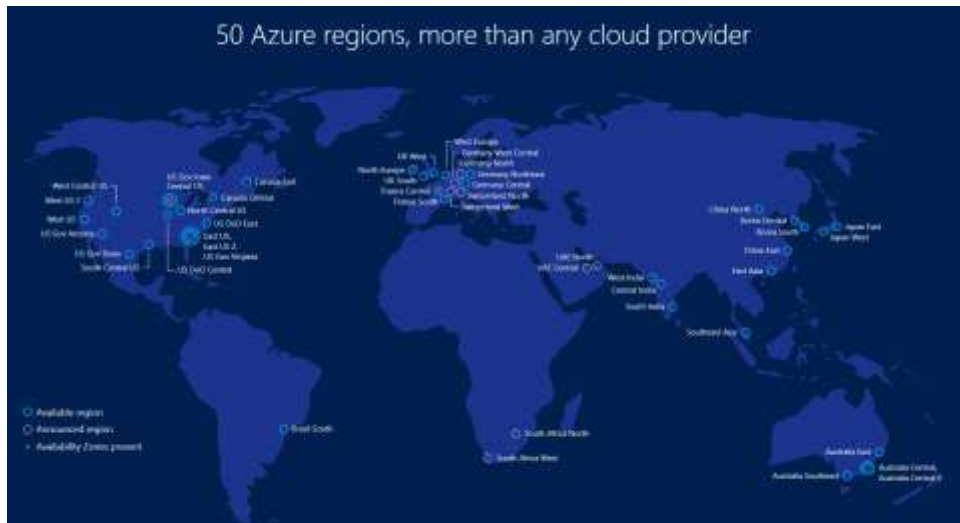 50 Azure regions, more than any cloud provider
West Europe
Germany West Central
Germany North
UK West
North Europe
Germany Northeast
UK South
Germany Central
France Central
Switzerland North
France South
Switzerland West
US Gov Iowa
Central US
Canada East
West Central US
West US 2
Canada Central
North Central US
West US
US DoD East
US Gov Arizona
East US,
East US 2
US Gov Virginia
US Gov Texas
South Central US
US DoD Central
China North
Korea Central
Korea South
Japan East
Japan West
China East
East Asia
UAE North
UAE Central
West India
Central India
South India
Southeast Asia
Available region
Announced region
Availability Zones present
Brazil South
South Africa North
South Africa West
Australia East
Australia Central,
Australia Central 2
Australia Southeast